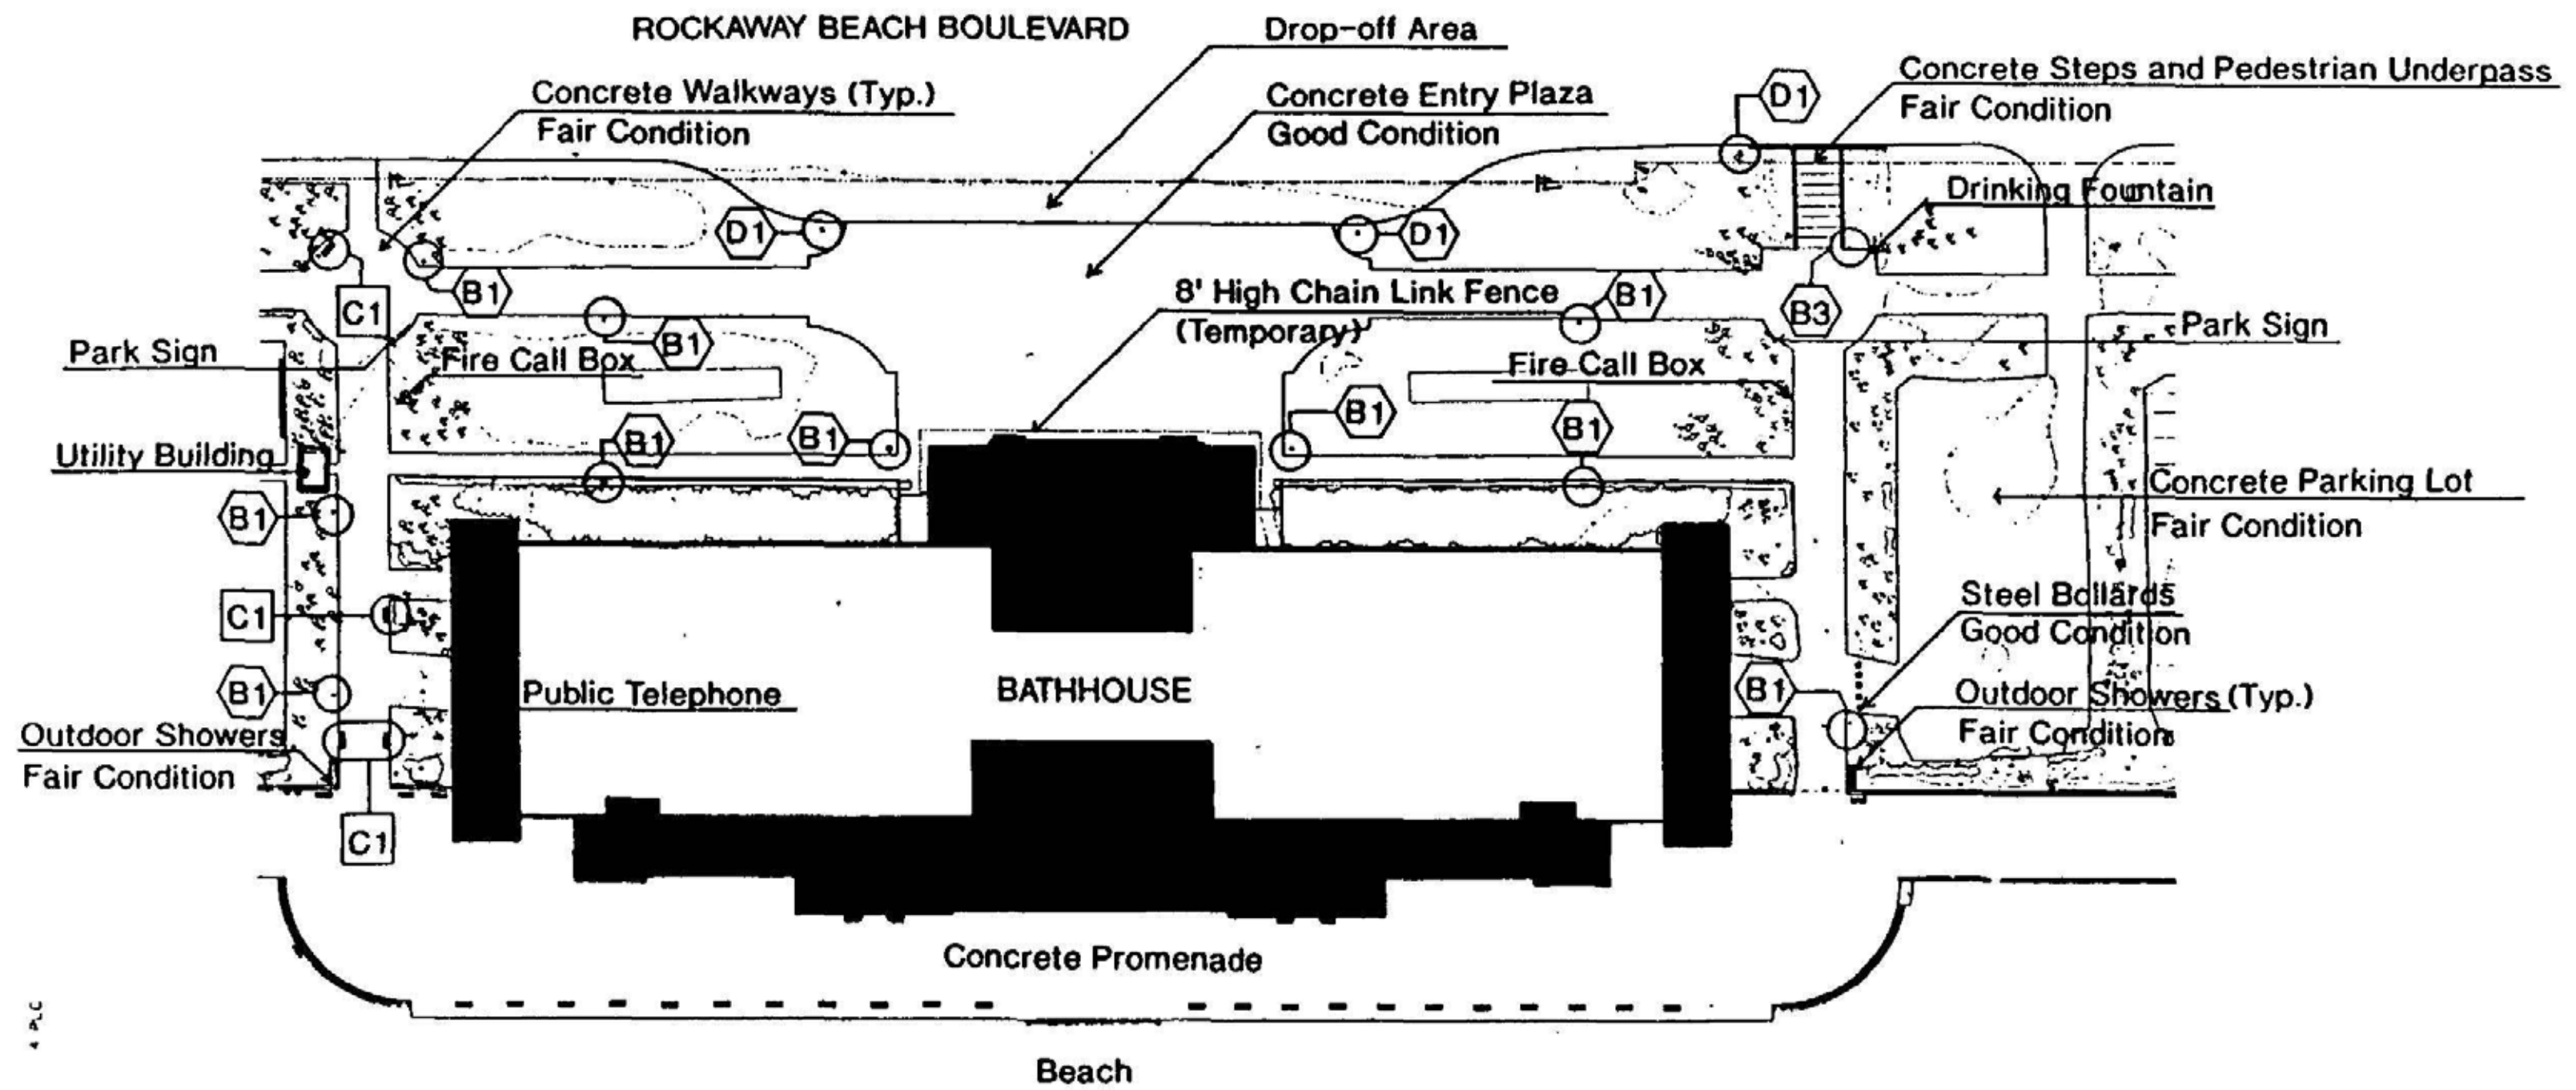 ROCKAWAY BEACH BOULEVARD
Drop-off Area
Concrete Walkways (Typ.)
Fair Condition
Concrete Entry Plaza
Good Condition
D1
Concrete Steps and Pedestrian Underpass
Fair Condition
Drinking Fountain
D1
D1
B1
C1
8' High Chain Link Fence
(Temporary)
B1
B3
Park Sign
B1
Park Sign
Fire Call Box
Fire Call Box
B1
B1
B1
B1
Utility Building
Concrete Parking Lot
Fair Condition
B1
C1
Steel Bollards
Good Condition
B1
Public Telephone
BATHHOUSE
B1
Outdoor Showers (Typ.)
Fair Condition
Outdoor Showers
Fair Condition
C1
Concrete Promenade
Beach